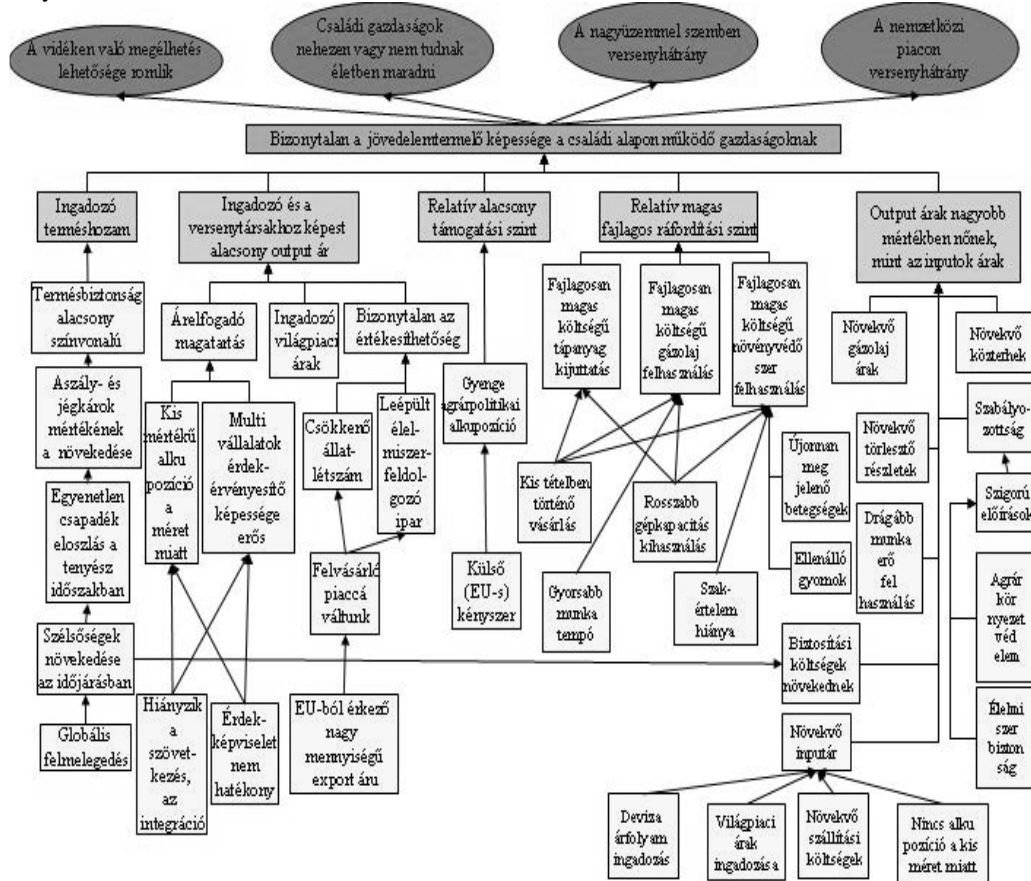 A vidéken való megélhetés
lehetősége romlik
Családi gazdaságok
nehezen vagy nem tudnak
életben maradni
A nagyüzemmel szemben
versenyhátrány
A nemzetközi
piacon
versenyhátrány
Bizonytalan a jövedelemtermelő képessége a családi alapon működő gazdaságoknak
Ingadozó
terméshozam
Ingadozó és a
versenytársakhoz képest
alacsony output ár
Relatív alacsony
támogatási szint
Relatív magas
fajlagos ráfordítási szint
Output árak nagyobb
mértékben nőnek,
mint az inputok árak
Termésbiztonság
alacsony
színvonalú
Árelfogadó
magatartás
Ingadozó
világpiaci
árak
Bizonytalan az
értékesíthetőség
Fajlagosan
magas
költségű
tápanyag
kijuttatás
Fajlagosan
magas
költségű
gázolaj
felhasználás
Fajlagosan
magas
költségű
növényvédő
szer
felhasználás
Növekvő
gázolaj
árak
Növekvő
közterhek
Aszály- és
jégkárok
mértékének
a növekedése
Kis
mértékű
alku
pozíció
a
méret
miatt
Multi
vállalatok
érdek-
érvényesítő
képessége
erős
Csökkenő
állat-
létszám
Leépült
élel-
miszer-
feldol-
gozó
ipar
Gyenge
agrárpolitikai
alkupozíció
Kis tételben
történő
vásárlás
Rosszabb
gépkapacitás
kihasználás
Újonnan
meg
jelenő
betegségek
Növekvő
törlesztő
részletek
Szabályo-
zottság
Szigorú
előírások
Egyenetlen
csapadék
eloszlás a
tenyész
időszakban
Felvásárló
piaccá
váltunk
Külső
(EU-s)
kényszer
Gyorsabb
munka
tempó
Szak-
értelem
hiánya
Ellenálló
gyomok
Drágább
munka
erő
fel
használás
Agrár
kör
nyezet
véd
elem
Szélsőségek
növekedése
az időjárásban
Biztosítási
költségek
növekednek
Globális
felmelegedés
Hiányzik
a
szövet-
kezés,
az
integráció
Érdek-
képviselet
nem
hatékony
EU-ból érkező
nagy
mennyiségű
export áru
Növekvő
inputár
Élelmi
szer
bizton
ság
Deviza
árfolyam
ingadozás
Világpiaci
árak
ingadozása
Növekvő
szállítási
költségek
Nincs alku
pozíció a kis
méret miatt